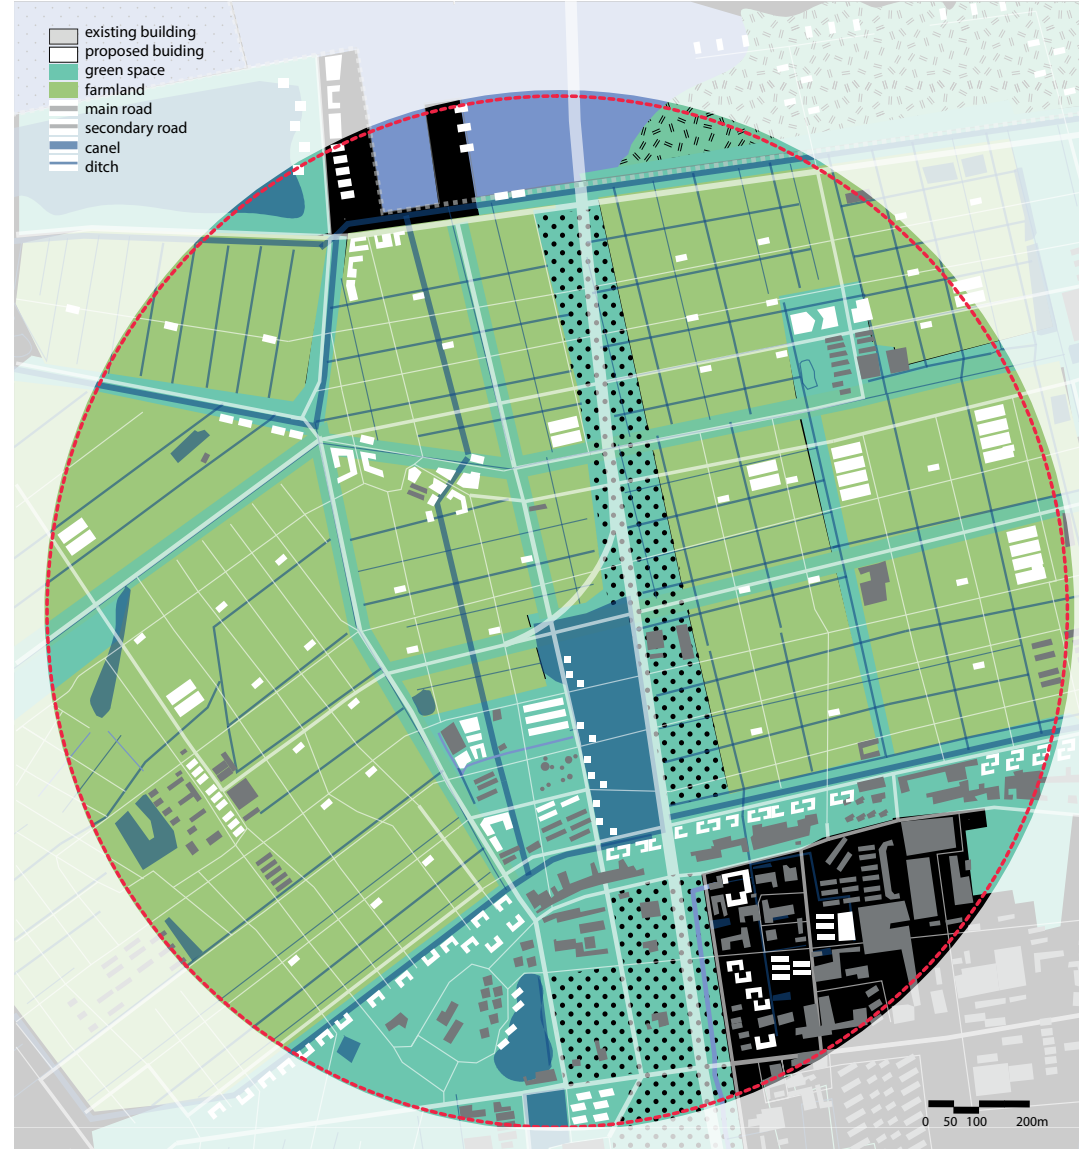 existing building
proposed buiding
green space
farmland
main road
secondary road
canel
ditch
0 50 100 200m